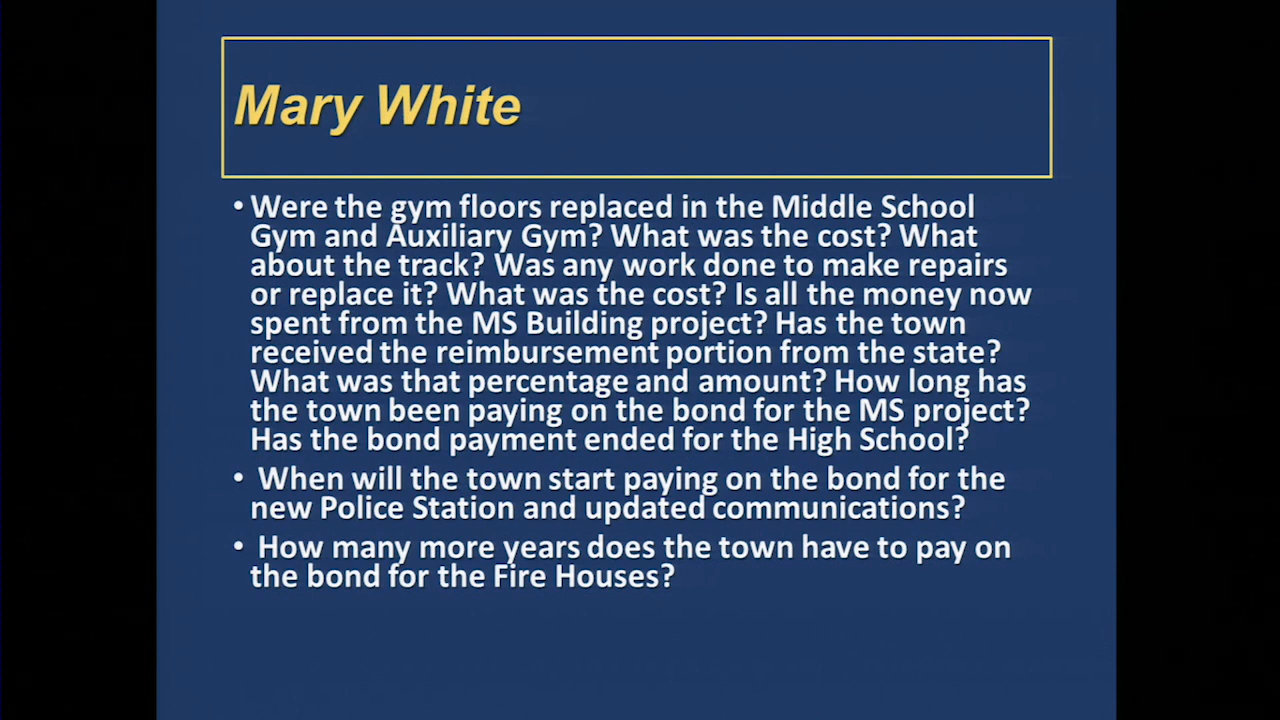 Mary White
• Were the gym floors replaced in the Middle School
Gym and Auxiliary Gym? What was the cost? What
about the track? Was any work done to make repairs
or replace it? What was the cost? Is all the money now
spent from the MS Building project? Has the town
received the reimbursement portion from the state?
What was that percentage and amount? How long has
the town been paying on the bond for the MS project?
Has the bond payment ended for the High School?
• When will the town start paying on the bond for the
new Police Station and updated communications?
• How many more years does the town have to pay on
the bond for the Fire Houses?